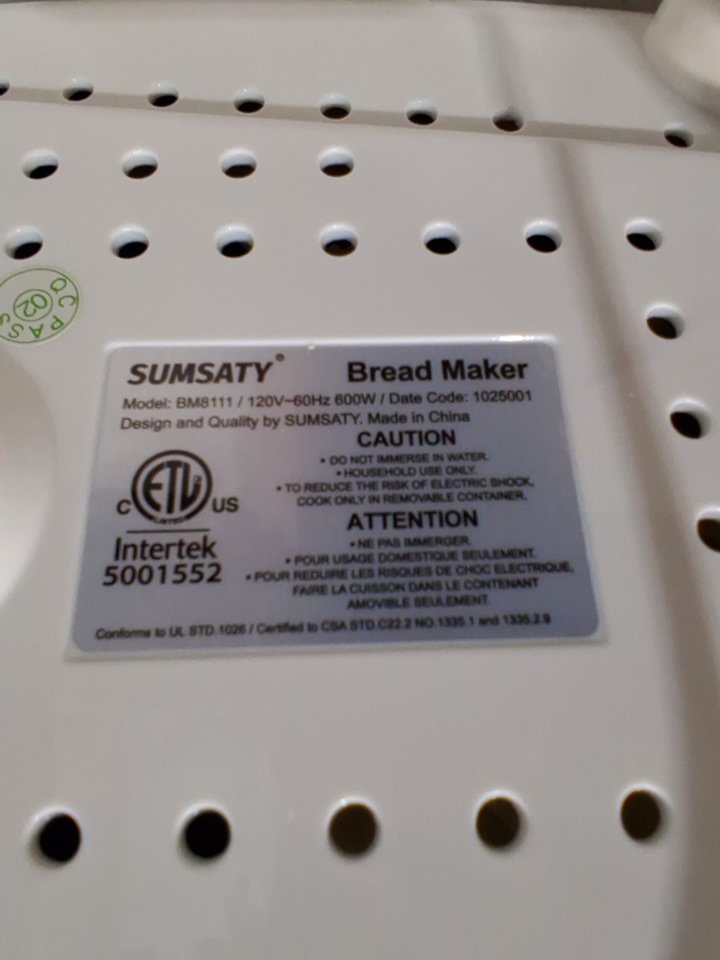 SUMSATY® Bread Maker
Model: BM8111 / 120V~60Hz 600W / Date Code: 1025001
Design and Quality by SUMSATY. Made in China
CAUTION
• DO NOT IMMERSE IN WATER.
• HOUSEHOLD USE ONLY.
• TO REDUCE THE RISK OF ELECTRIC SHOCK,
COOK ONLY IN REMOVABLE CONTAINER.
ATTENTION
• NE PAS IMMERGER.
• POUR USAGE DOMESTIQUE SEULEMENT.
• POUR REDUIRE LES RISQUES DE CHOC ELECTRIQUE,
FAIRE LA CUISSON DANS LE CONTENANT
AMOVIBLE SEULEMENT.
C ETL US
LISTED
Intertek
5001552
Conforms to UL STD.1026 / Certified to CSA STD C22.2 NO.1335.1 and 1335.2.9
QC PASS
02